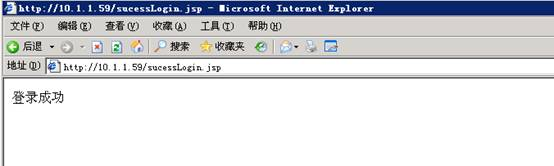 http://10.1.1.59/sucessLogin.jsp - Microsoft Internet Explorer
文件(F) 编辑(E) 查看(V) 收藏(A) 工具(T) 帮助(H)
后退 搜索 收藏夹
地址(D) http://10.1.1.59/sucessLogin.jsp
登录成功